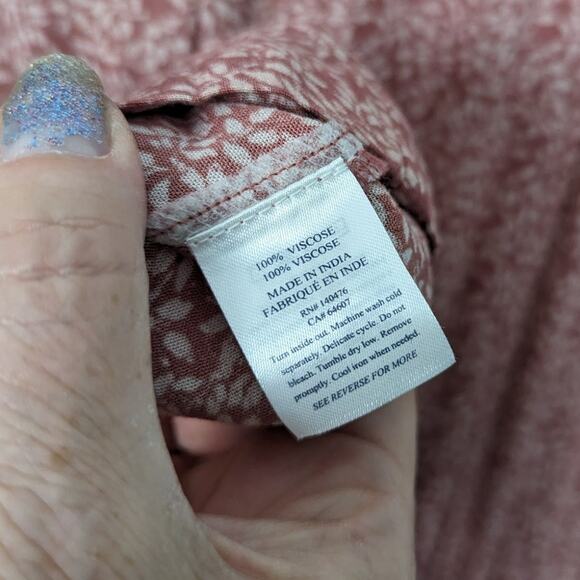 100% VISCOSE
100% VISCOSE
MADE IN INDIA
FABRIQUÉ EN INDE
RN# 140476
CA# 64607
Turn inside out. Machine wash cold
separately. Delicate cycle. Do not
bleach. Tumble dry low. Remove
promptly. Cool iron when needed.
SEE REVERSE FOR MORE